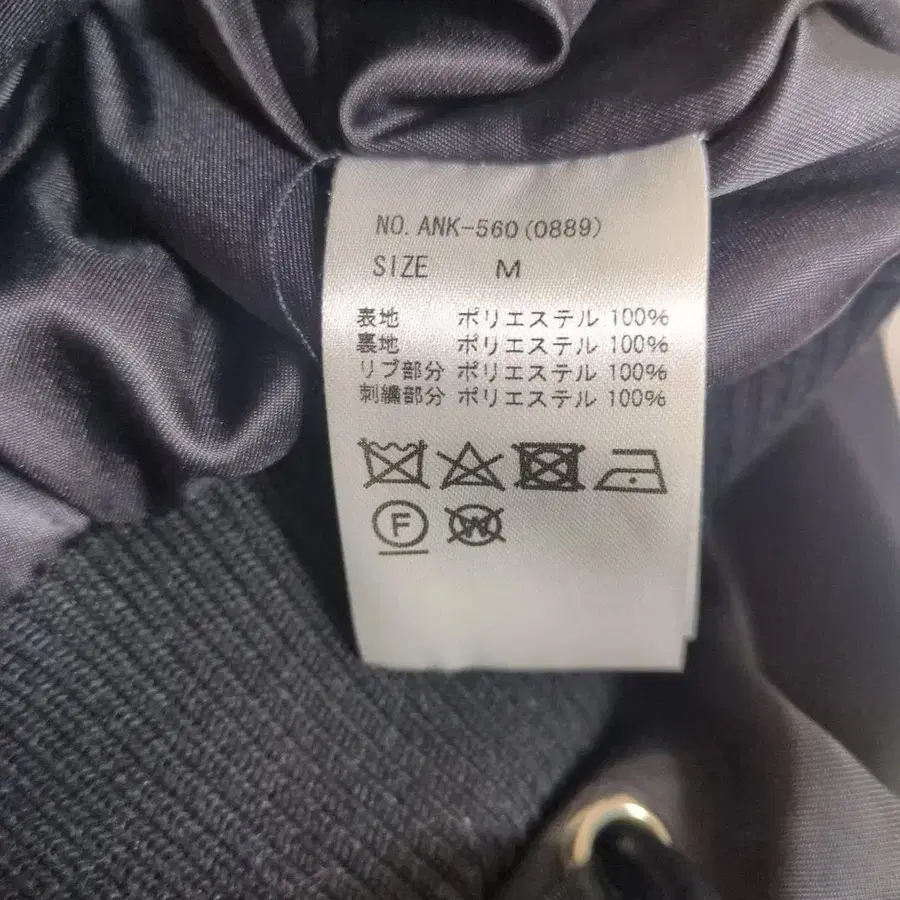 NO. ANK-560(0889)
SIZE M
表地 ポリエステル 100%
裏地 ポリエステル 100%
リブ部分 ポリエステル 100%
刺繍部分 ポリエステル 100%
F
W